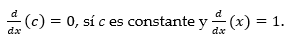 d/dx (c) = 0, sí c es constante y d/dx (x) = 1.